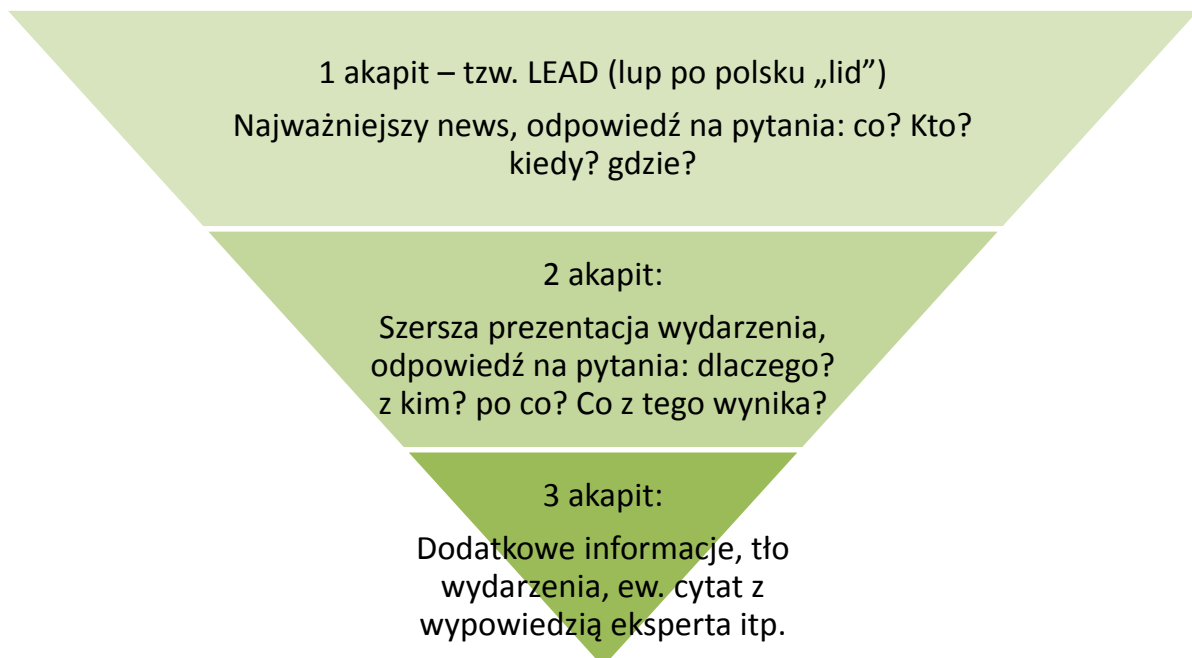 1 akapit – tzw. LEAD (lup po polsku „lid”)
Najważniejszy news, odpowiedź na pytania: co? Kto?
kiedy? gdzie?
2 akapit:
Szersza prezentacja wydarzenia,
odpowiedź na pytania: dlaczego?
z kim? po co? Co z tego wynika?
3 akapit:
Dodatkowe informacje, tło
wydarzenia, ew. cytat z
wypowiedzią eksperta itp.